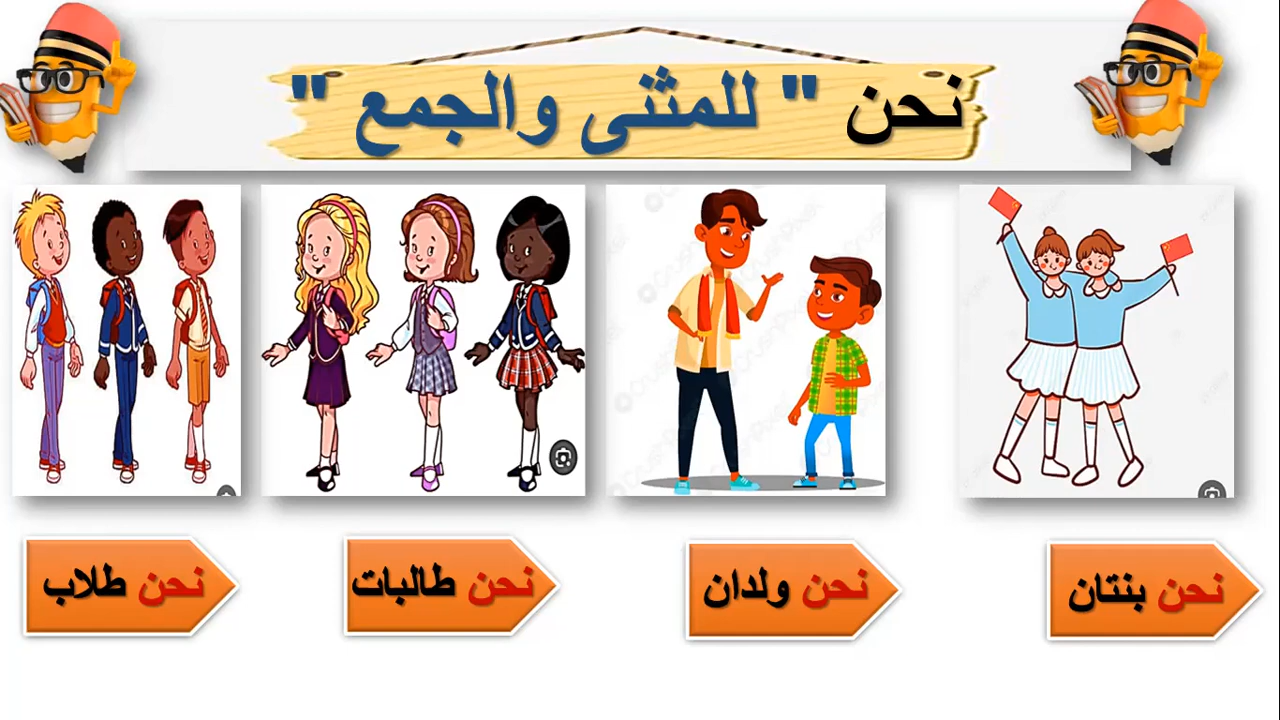 نحن " للمثنى والجمع "
نحن بنتان
نحن ولدان
نحن طالبات
نحن طلاب